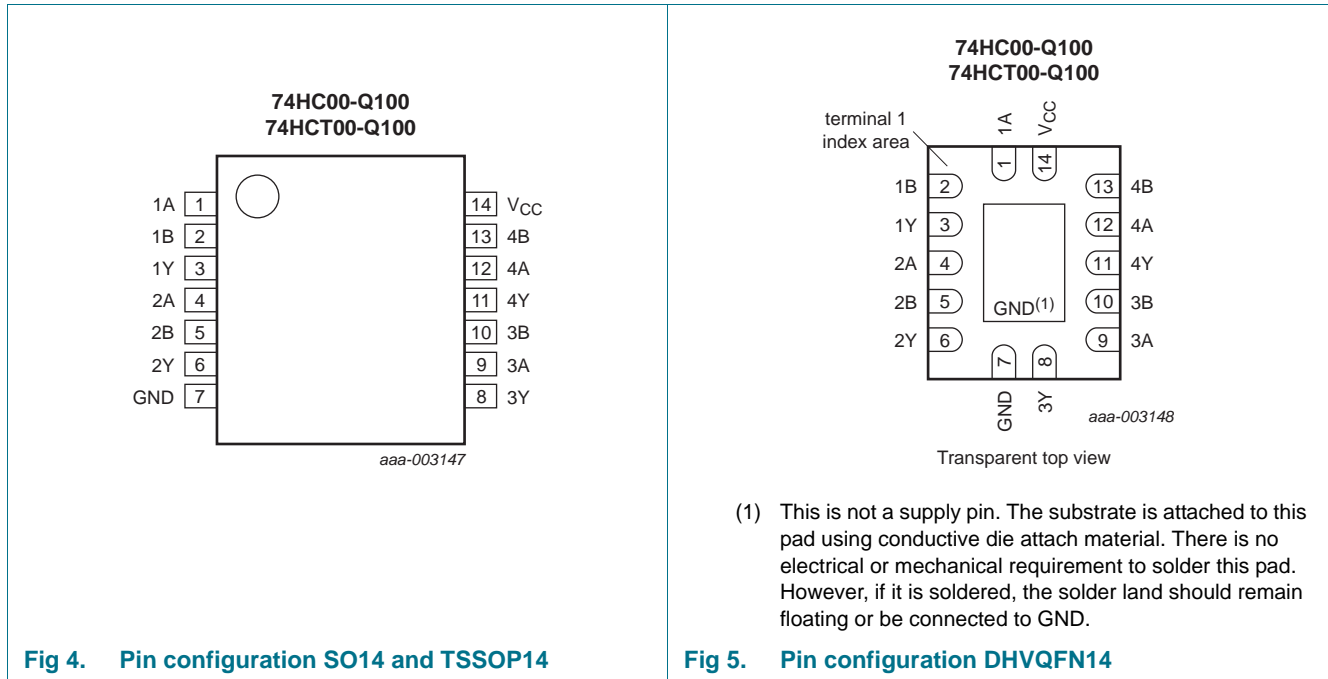 74HC00-Q100
74HCT00-Q100
1A 1
1B 2
1Y 3
2A 4
2B 5
2Y 6
GND 7
14 VCC
13 4B
12 4A
11 4Y
10 3B
9 3A
8 3Y
aaa-003147
Fig 4. Pin configuration SO14 and TSSOP14
74HC00-Q100
74HCT00-Q100
terminal 1
index area
1A
VCC
1
14
1B 2
1Y 3
2A 4
2B 5
2Y 6
13 4B
12 4A
11 4Y
10 3B
9 3A
GND(1)
7
8
GND
3Y
aaa-003148
Transparent top view
(1) This is not a supply pin. The substrate is attached to this
pad using conductive die attach material. There is no
electrical or mechanical requirement to solder this pad.
However, if it is soldered, the solder land should remain
floating or be connected to GND.
Fig 5. Pin configuration DHVQFN14